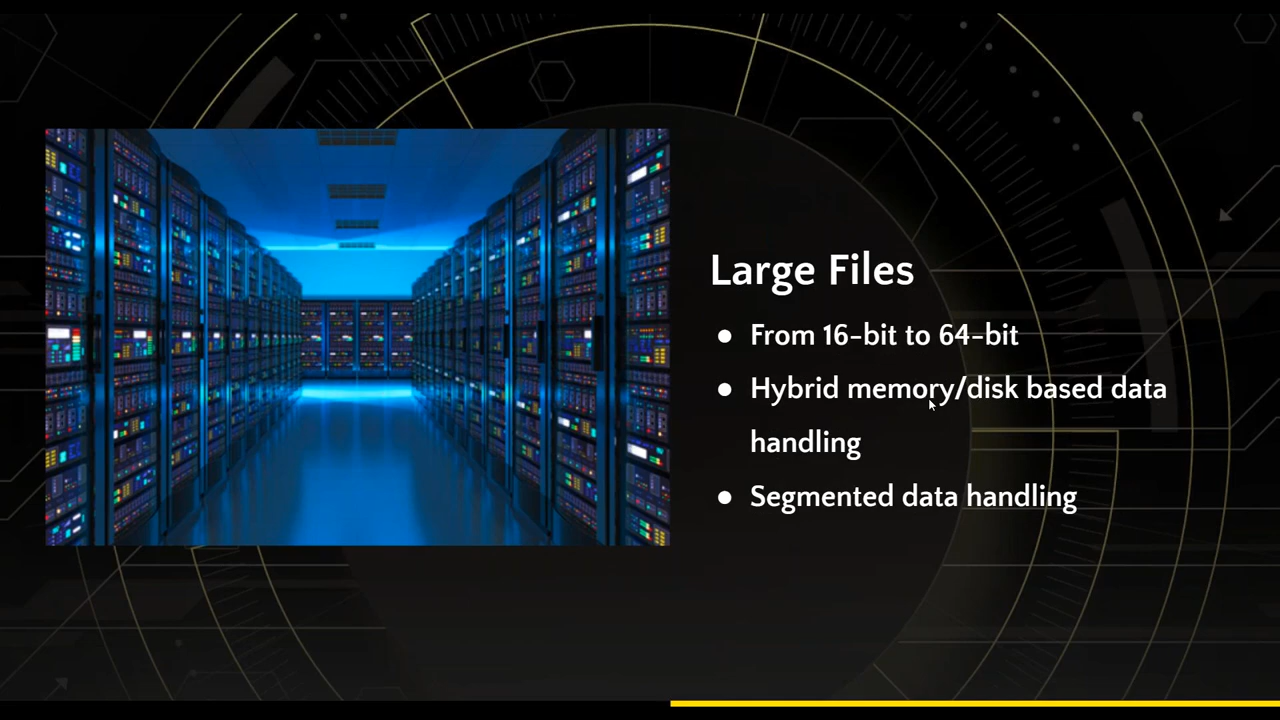 Large Files
● From 16-bit to 64-bit
● Hybrid memory/disk based data
handling
● Segmented data handling